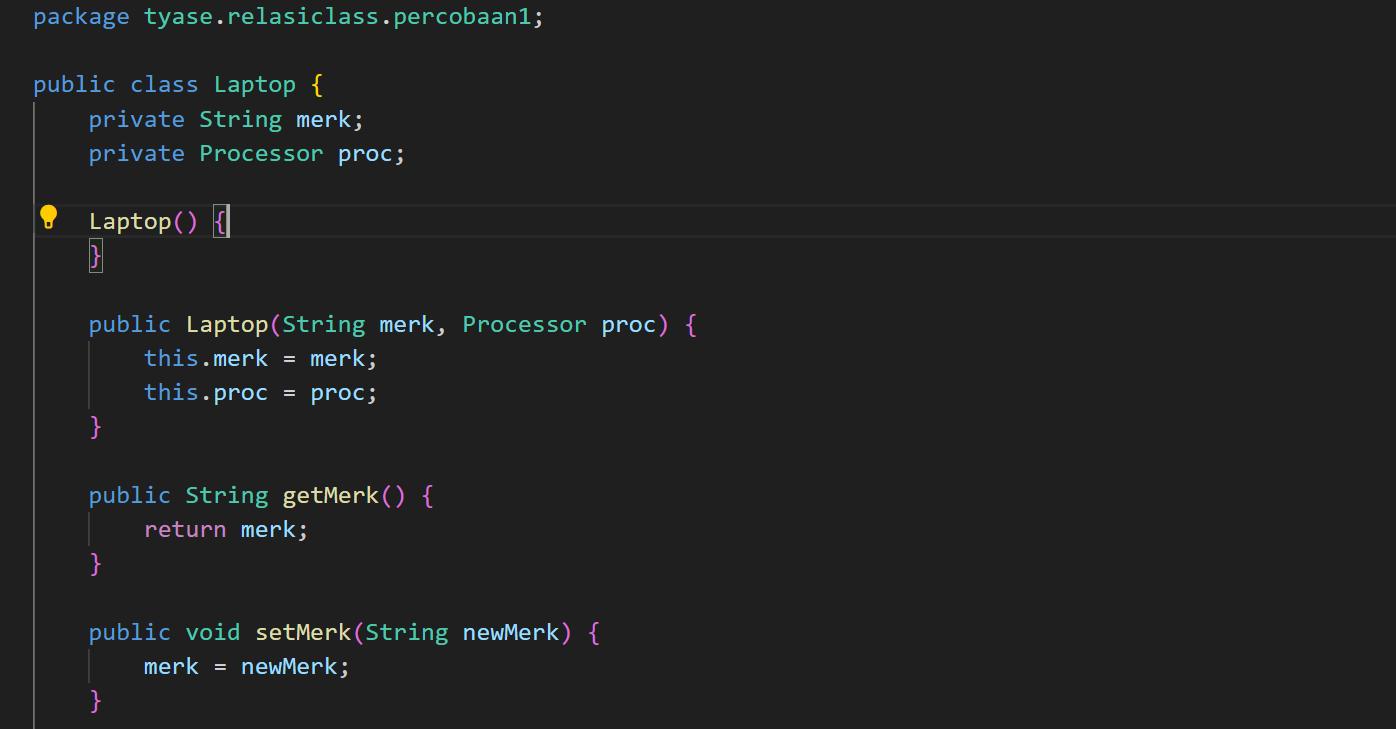 package tyase.relasiclass.percobaan1;
public class Laptop {
private String merk;
private Processor proc;
Laptop() {
}
public Laptop(String merk, Processor proc) {
this.merk = merk;
this.proc = proc;
}
public String getMerk() {
return merk;
}
public void setMerk(String newMerk) {
merk = newMerk;
}